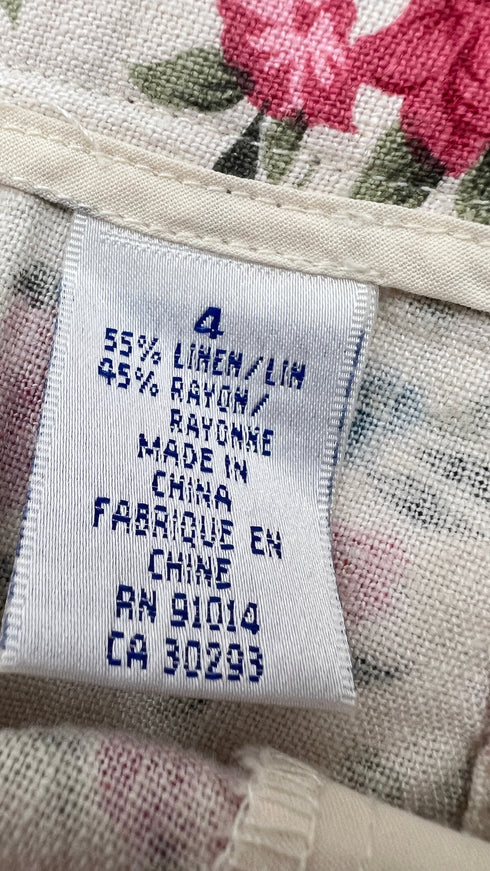 4
55% LINEN/LIN
45% RAYON/
RAYONNE
MADE IN
CHINA
FABRIQUE EN
CHINE
RN 91014
CA 30293